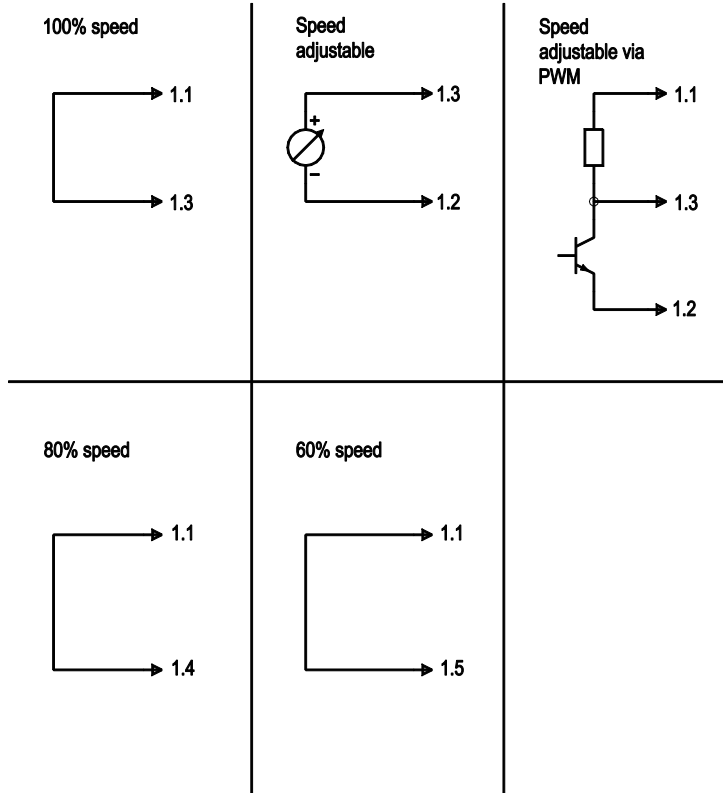 100% speed
1.1
1.3
Speed
adjustable
1.3
+
–
1.2
Speed
adjustable via
PWM
1.1
1.3
1.2
80% speed
1.1
1.4
60% speed
1.1
1.5